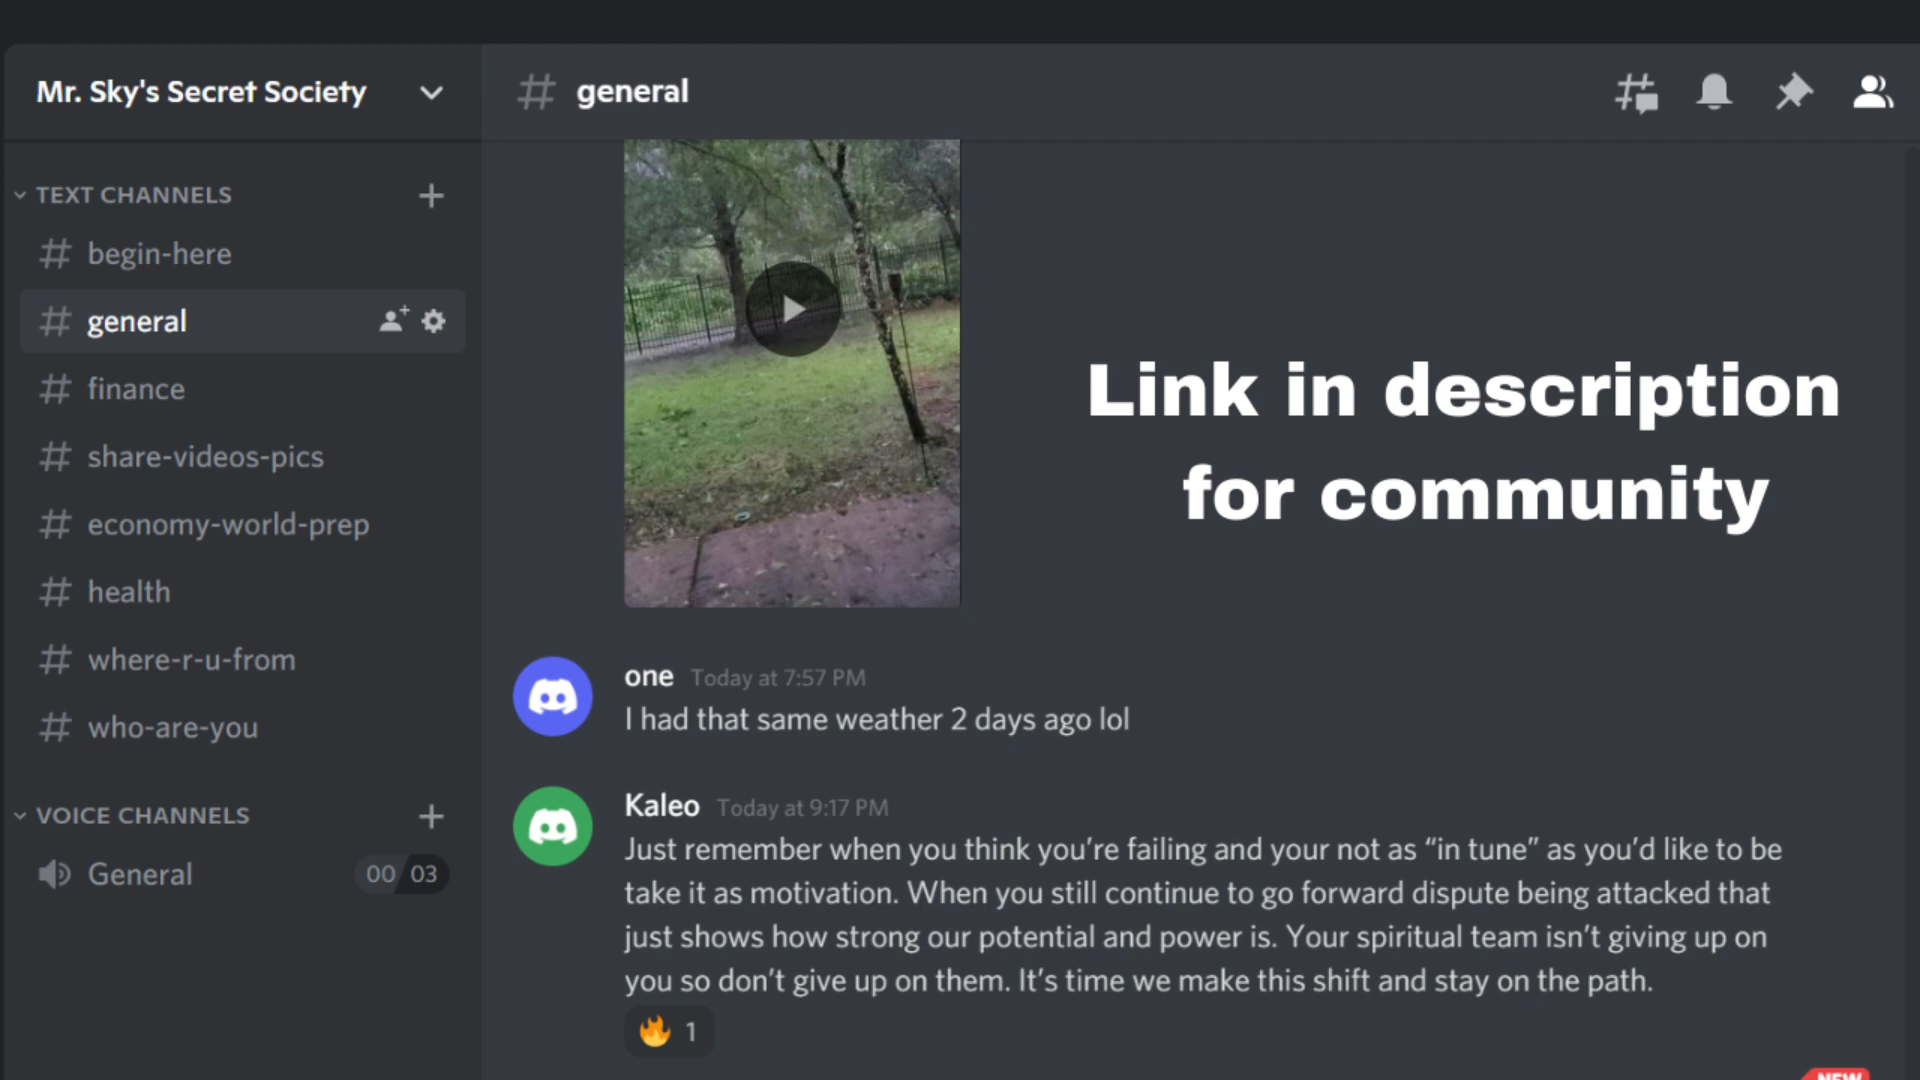 Mr. Sky's Secret Society
TEXT CHANNELS
begin-here
general
finance
share-videos-pics
economy-world-prep
health
where-r-u-from
who-are-you
VOICE CHANNELS
General 00 03
general
Link in description
for community
one Today at 7:57 PM
I had that same weather 2 days ago lol
Kaleo Today at 9:17 PM
Just remember when you think you’re failing and your not as “in tune” as you’d like to be
take it as motivation. When you still continue to go forward dispute being attacked that
just shows how strong our potential and power is. Your spiritual team isn’t giving up on
you so don’t give up on them. It’s time we make this shift and stay on the path.
🔥 1
NEW